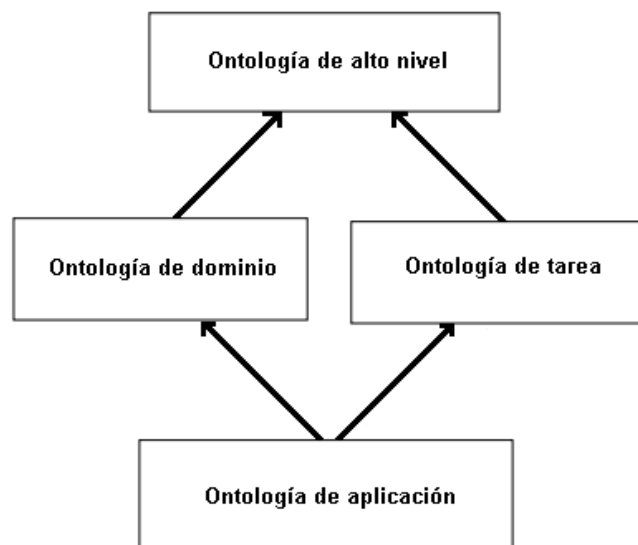 Ontología de alto nivel
Ontología de dominio
Ontología de tarea
Ontología de aplicación